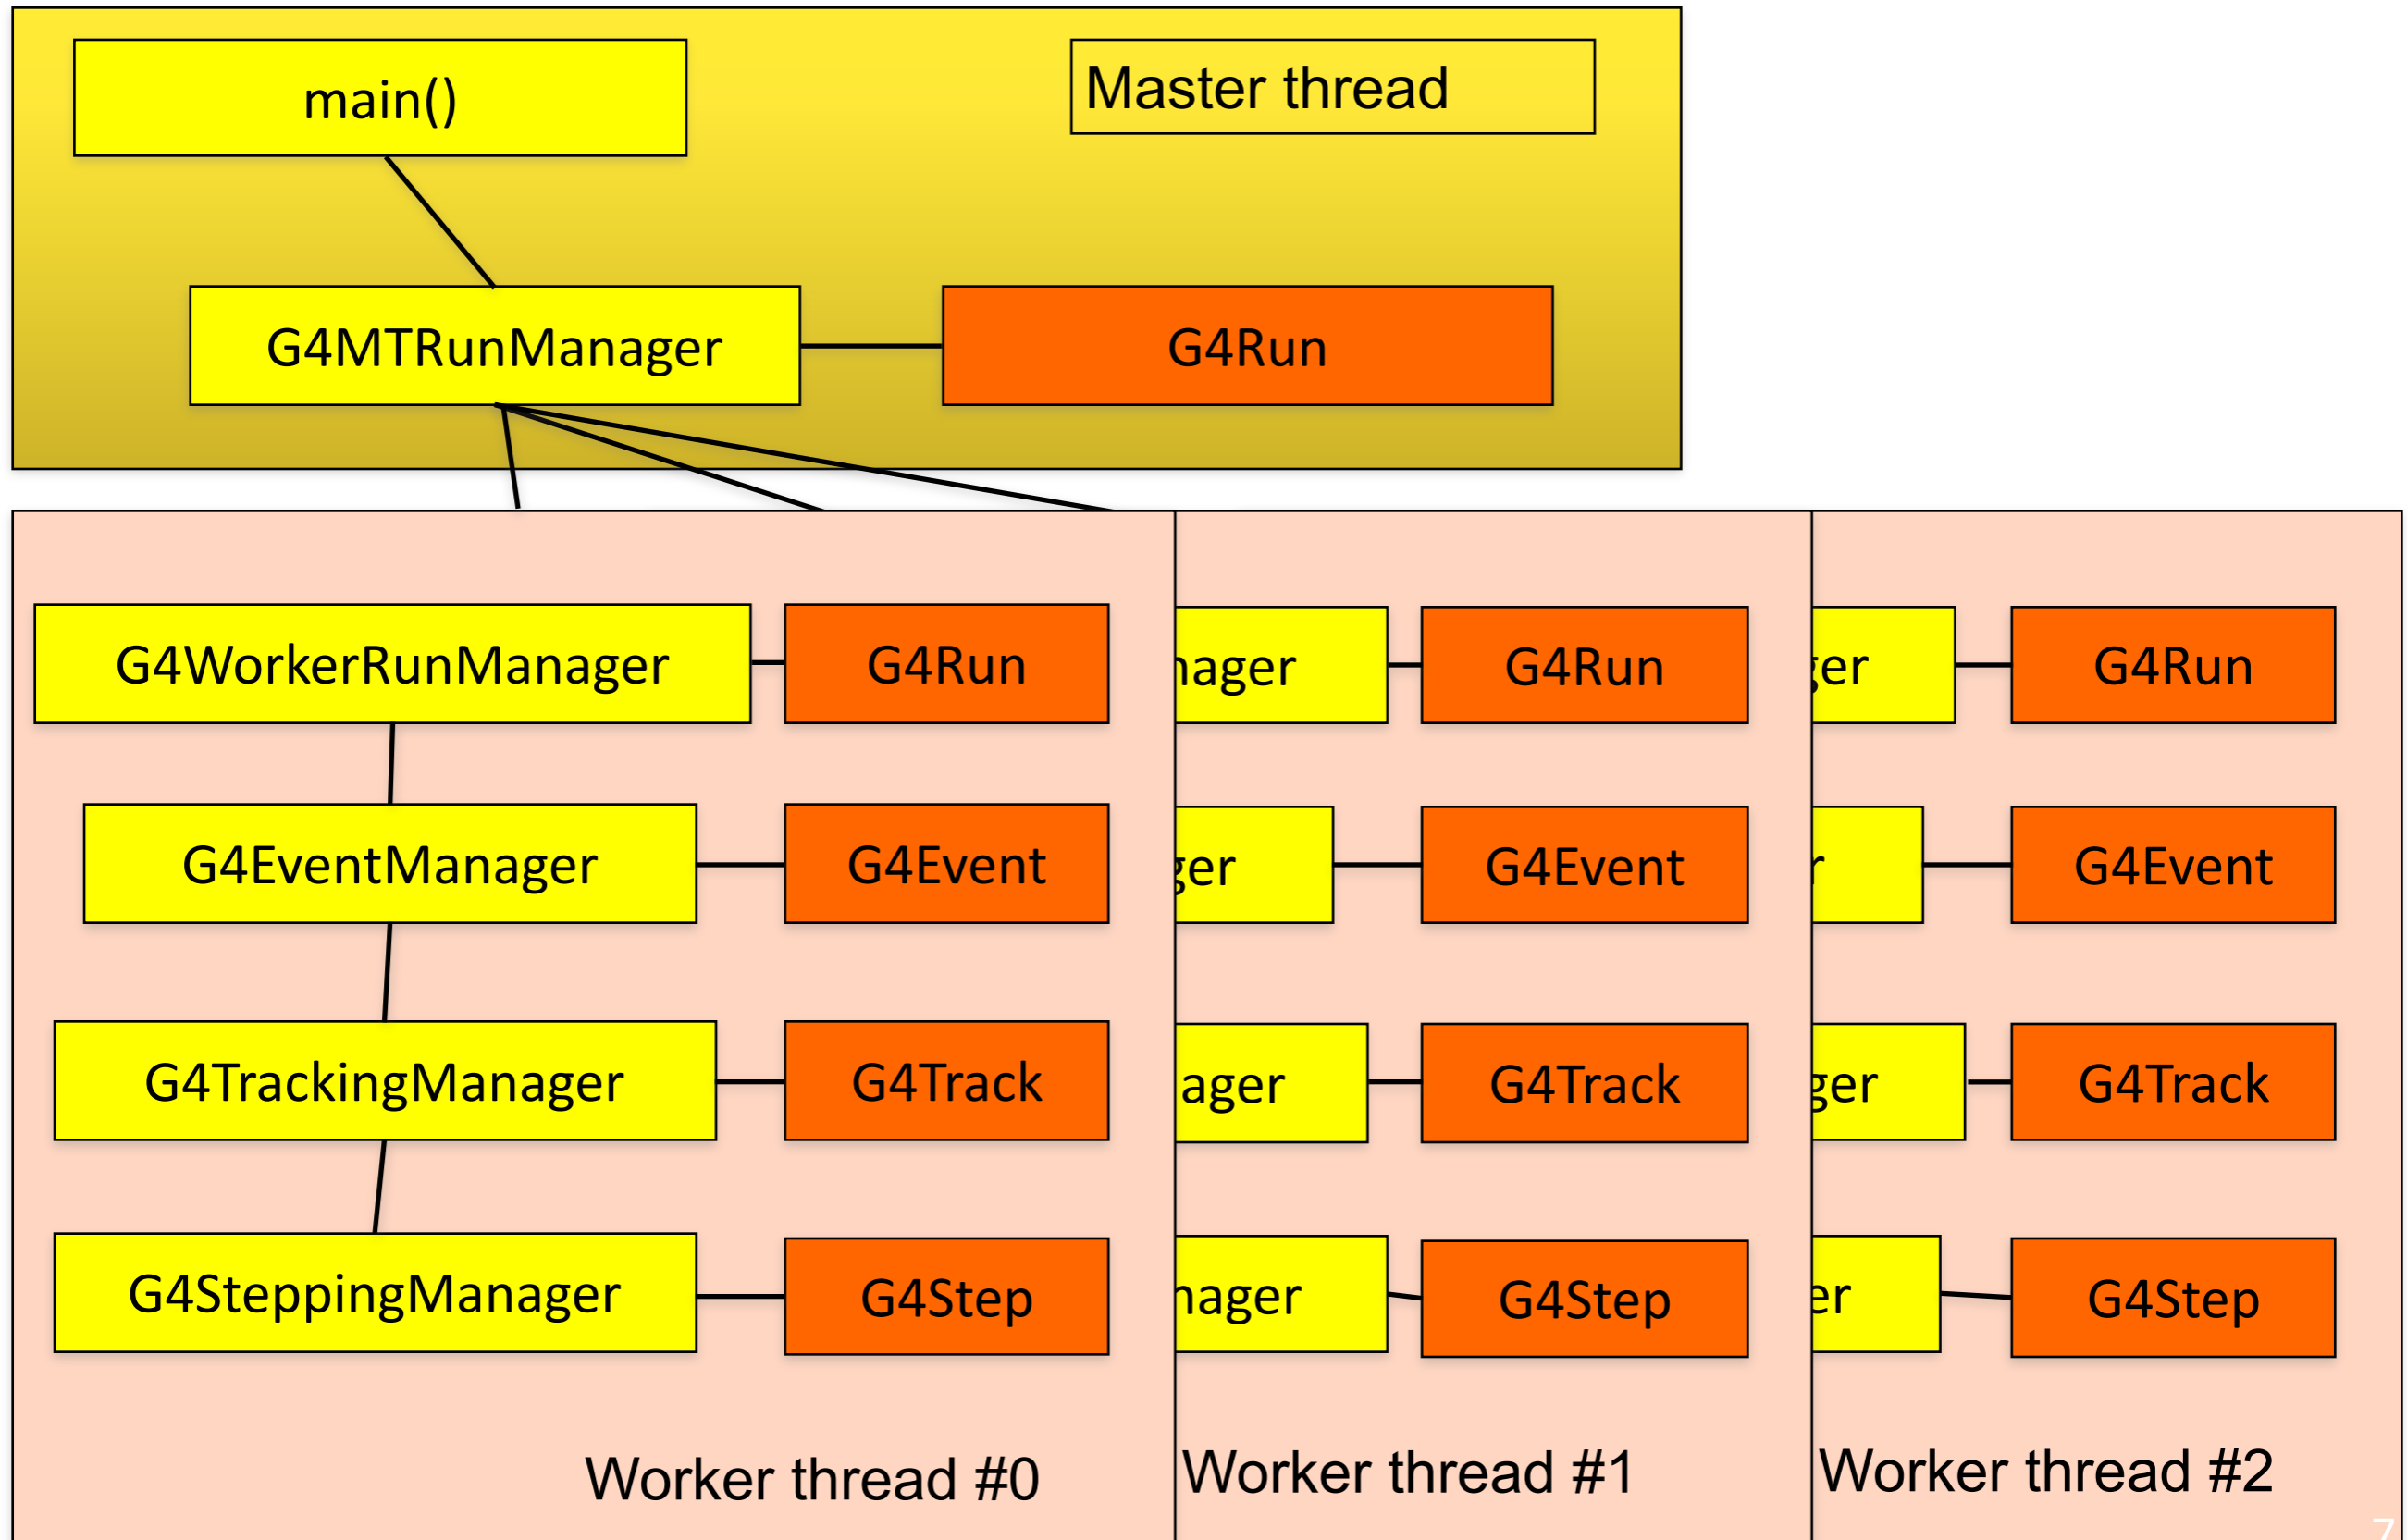 main()
Master thread
G4MTRunManager
G4Run
G4WorkerRunManager
G4Run
nager
G4Run
ger
G4Run
G4EventManager
G4Event
ger
G4Event
r
G4Event
G4TrackingManager
G4Track
ager
G4Track
ger
G4Track
G4SteppingManager
G4Step
nager
G4Step
er
G4Step
Worker thread #0
Worker thread #1
Worker thread #2
7